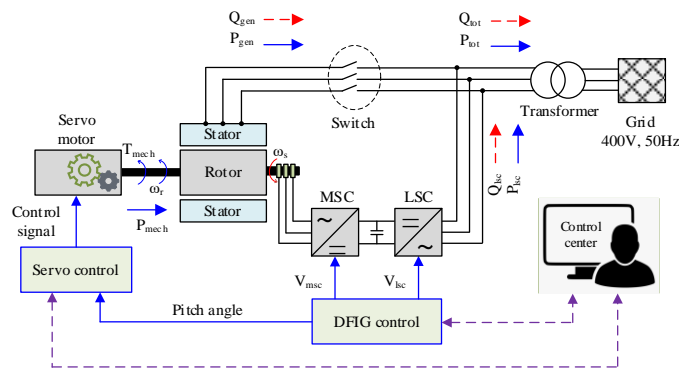 Q_gen
P_gen
Q_tot
P_tot
Switch
Transformer
Grid
400V, 50Hz
Servo
motor
T_mech
ω_r
P_mech
Stator
Rotor
Stator
ω_s
MSC
LSC
Q_lsc
P_lsc
Control
signal
Servo control
Pitch angle
V_msc
V_lsc
DFIG control
Control
center